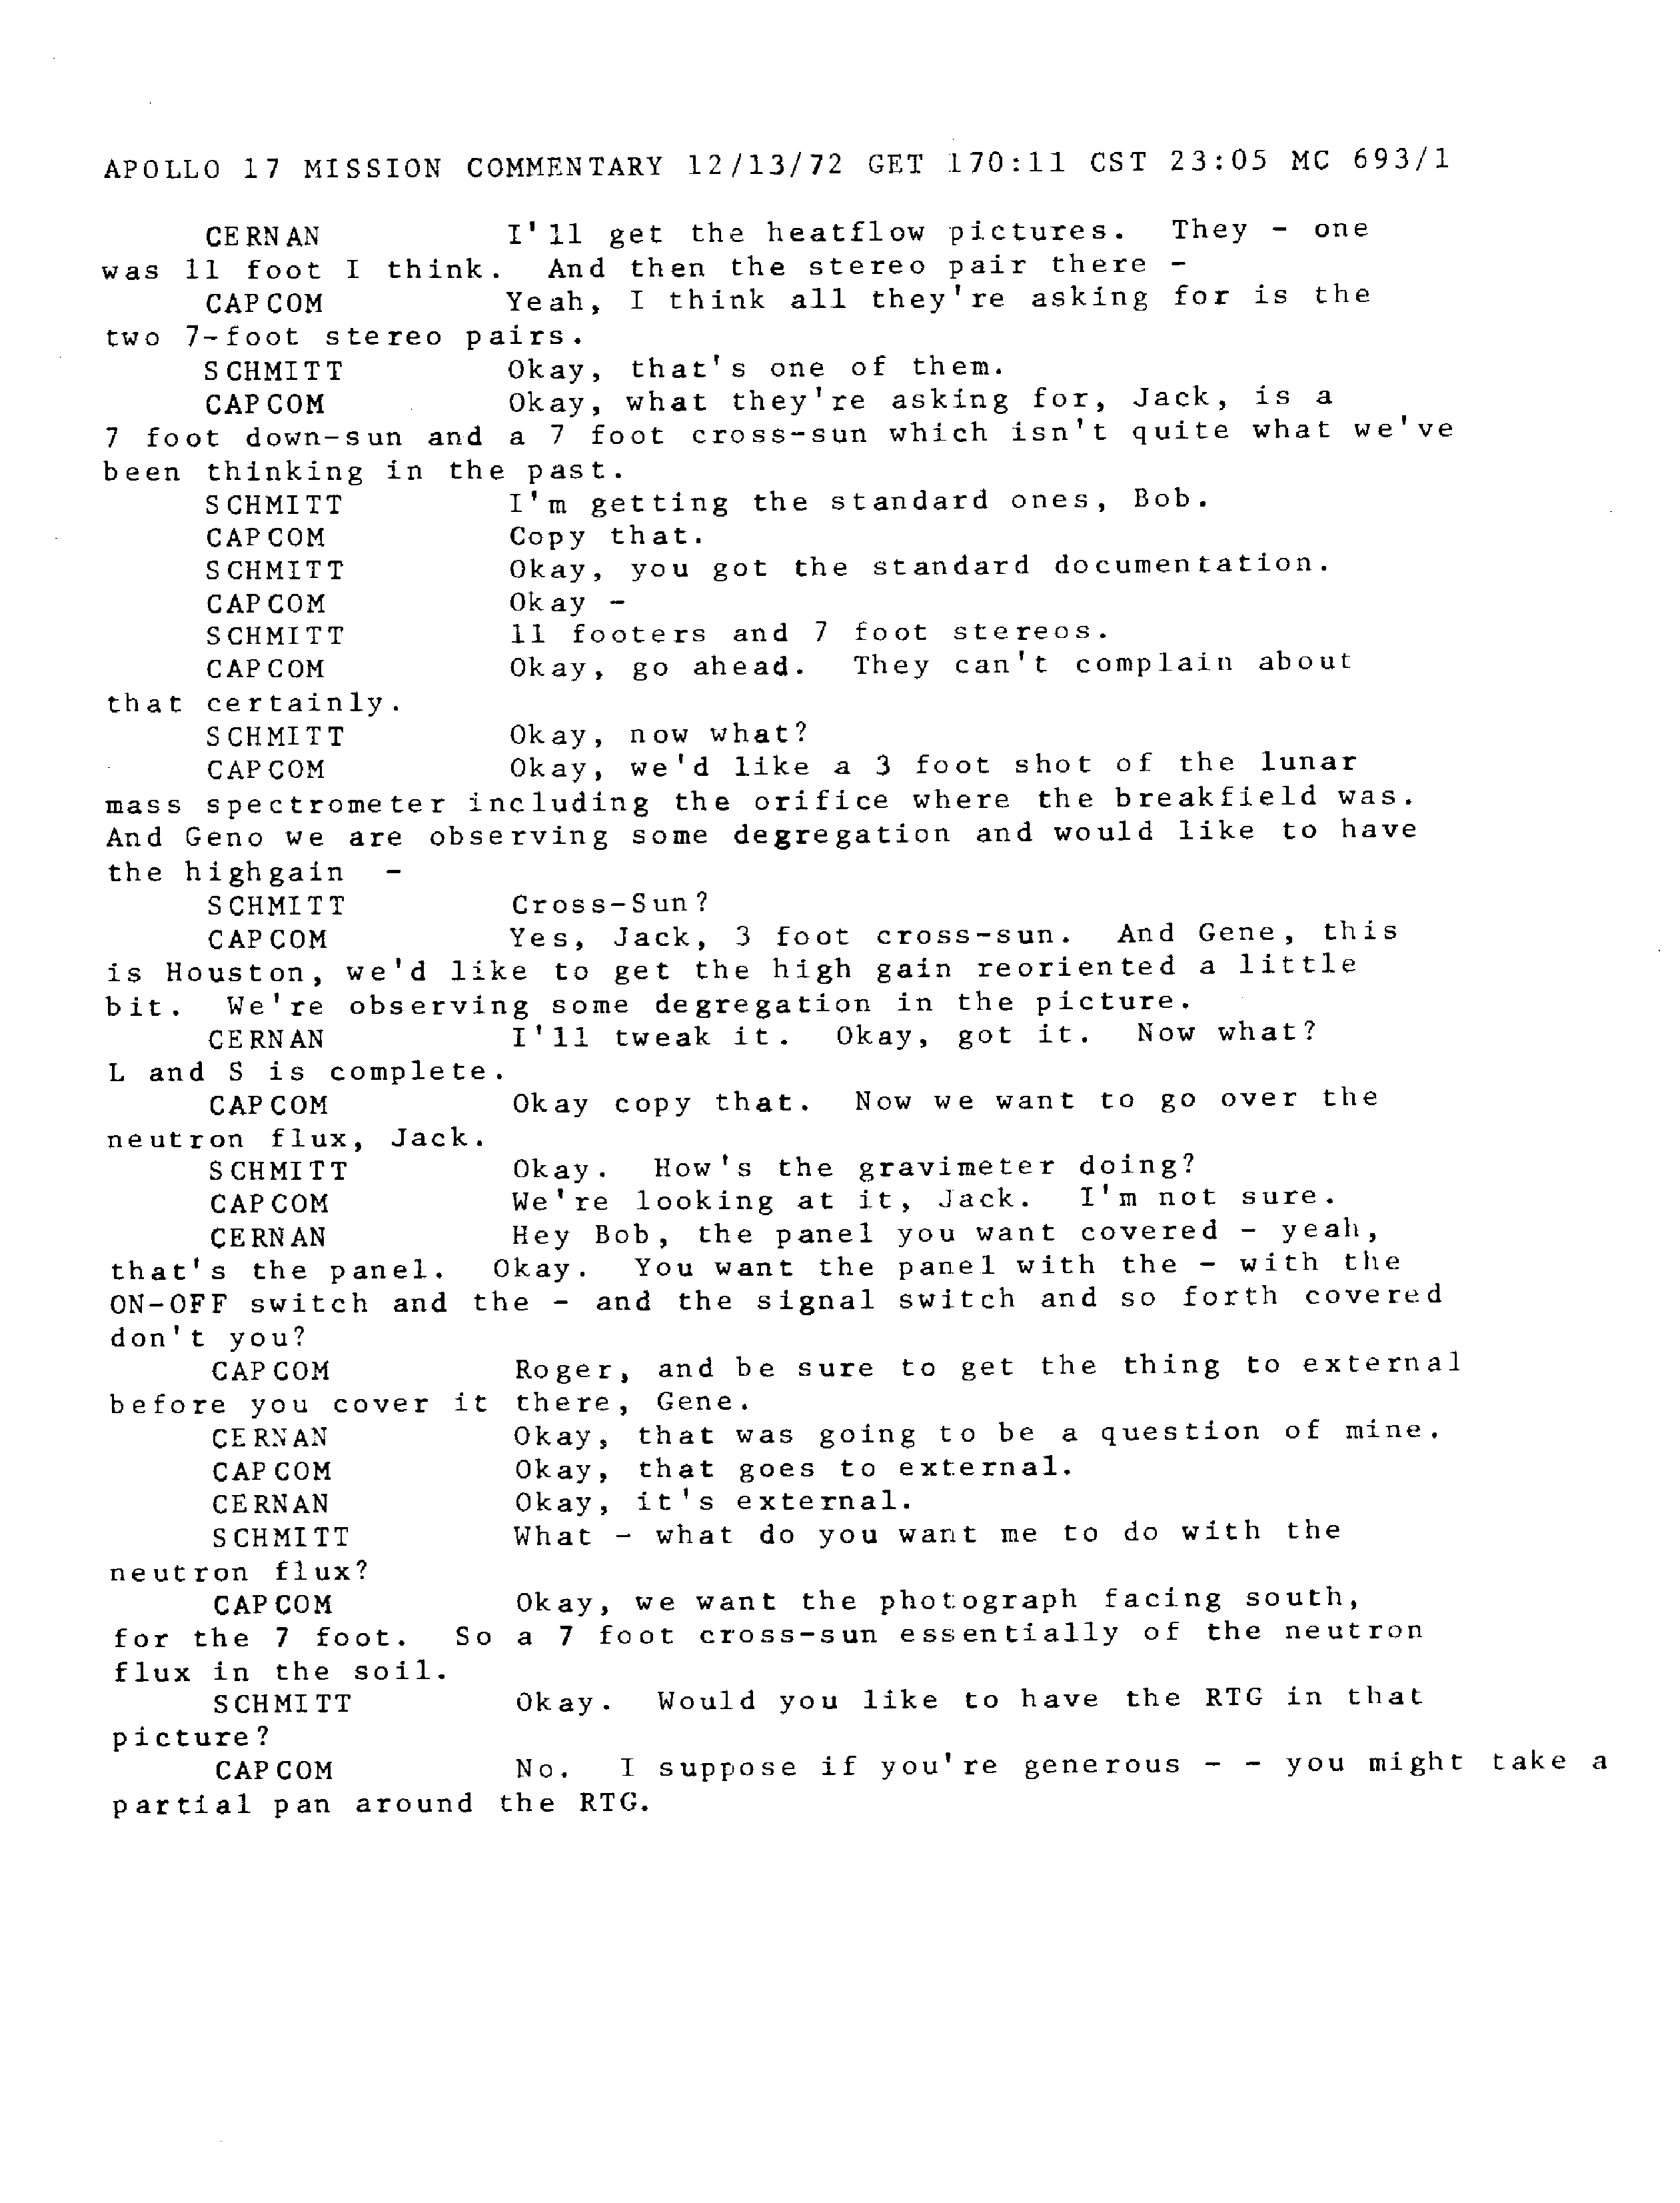 APOLLO 17 MISSION COMMENTARY 12/13/72 GET 170:11 CST 23:05 MC 693/1
CERNAN I'll get the heatflow pictures. They - one
was 11 foot I think. And then the stereo pair there -
CAPCOM Yeah, I think all they're asking for is the
two 7-foot stereo pairs.
SCHMITT Okay, that's one of them.
CAPCOM Okay, what they're asking for, Jack, is a
7 foot down-sun and a 7 foot cross-sun which isn't quite what we've
been thinking in the past.
SCHMITT I'm getting the standard ones, Bob.
CAPCOM Copy that.
SCHMITT Okay, you got the standard documentation.
CAPCOM Okay -
SCHMITT 11 footers and 7 foot stereos.
CAPCOM Okay, go ahead. They can't complain about
that certainly.
SCHMITT Okay, now what?
CAPCOM Okay, we'd like a 3 foot shot of the lunar
mass spectrometer including the orifice where the breakfield was.
And Geno we are observing some degregation and would like to have
the highgain -
SCHMITT Cross-Sun?
CAPCOM Yes, Jack, 3 foot cross-sun. And Gene, this
is Houston, we'd like to get the high gain reoriented a little
bit. We're observing some degregation in the picture.
CERNAN I'll tweak it. Okay, got it. Now what?
L and S is complete.
CAPCOM Okay copy that. Now we want to go over the
neutron flux, Jack.
SCHMITT Okay. How's the gravimeter doing?
CAPCOM We're looking at it, Jack. I'm not sure.
CERNAN Hey Bob, the panel you want covered - yeah,
that's the panel. Okay. You want the panel with the - with the
ON-OFF switch and the - and the signal switch and so forth covered
don't you?
CAPCOM Roger, and be sure to get the thing to external
before you cover it there, Gene.
CERNAN Okay, that was going to be a question of mine.
CAPCOM Okay, that goes to external.
CERNAN Okay, it's external.
SCHMITT What - what do you want me to do with the
neutron flux?
CAPCOM Okay, we want the photograph facing south,
for the 7 foot. So a 7 foot cross-sun essentially of the neutron
flux in the soil.
SCHMITT Okay. Would you like to have the RTG in that
picture?
CAPCOM No. I suppose if you're generous - - you might take a
partial pan around the RTG.